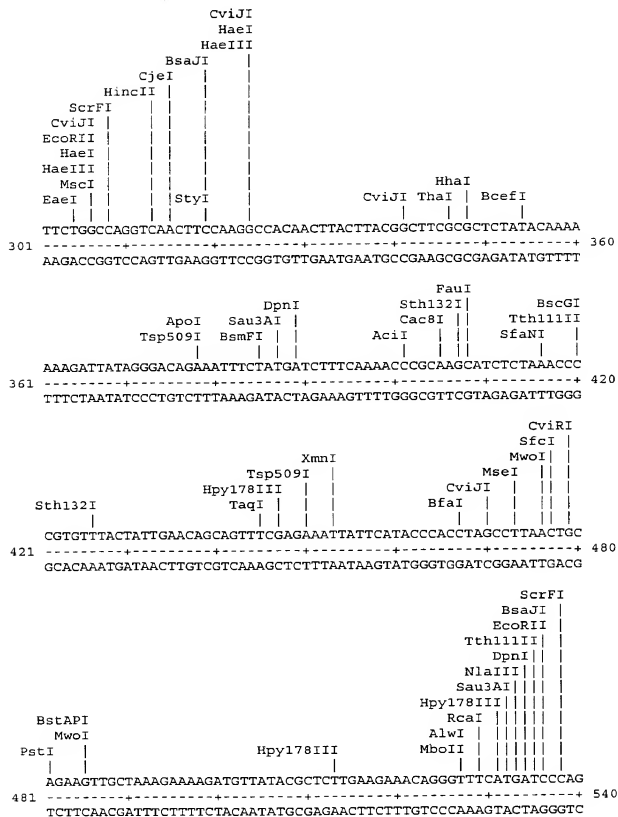 CviJI
HaeI
HaeIII
BsaJI
CjeI
HincII
ScrFI
CviJI
EcoRII
HaeI
HaeIII
HhaI
MscI
EaeI StyI CviJI ThaI BcefI
TTCTGGCCAGGTCAACTTCCAAGGCCACAACTTACTTACGGCTTCGCGCTCTATACAAAA
301 ---------+---------+---------+---------+---------+---------+ 360
AAGACCGGTCCAGTTGAAGGTTCCGGTGTTGAATGAATGCCGAAGCGCGAGATATGTTTT
FauI
DpnI Sth132I BscGI
ApoI Sau3AI Cac8I Tth111II
Tsp509I BsmFI AciI SfaNI
AAAGATTATAGGGACAGAAATTTCTATGATCTTTCAAAACCCGCAAGCATCTCTAAACCC
361 ---------+---------+---------+---------+---------+---------+ 420
TTTCTAATATCCCTGTCTTTAAAGATACTAGAAAGTTTTGGGCGTTCGTAGAGATTTGGG
CviRI
SfcI
XmnI MwoI
Tsp509I MseI
Hpy178III CviJI
Sth132I TaqI BfaI
CGTGTTTACTATTGAACAGCAGTTTCGAGAAATTATTCATACCCACCTAGCCTTAACTGC
421 ---------+---------+---------+---------+---------+---------+ 480
GCACAAATGATAACTTGTCGTCAAAGCTCTTTAATAAGTATGGGTGGATCGGAATTGACG
ScrFI
BsaJI
EcoRII
Tth111II
DpnI
NlaIII
Sau3AI
Hpy178III
BstAPI RcaI
MwoI AlwI
PstI Hpy178III MboII
AGAAGTTGCTAAAGAAAAGATGTTATACGCTCTTGAAGAAACAGGGTTTCATGATCCCAG
481 ---------+---------+---------+---------+---------+---------+ 540
TCTTCAACGATTTCTTTTCTACAATATGCGAGAACTTCTTTGTCCCAAAGTACTAGGGTC